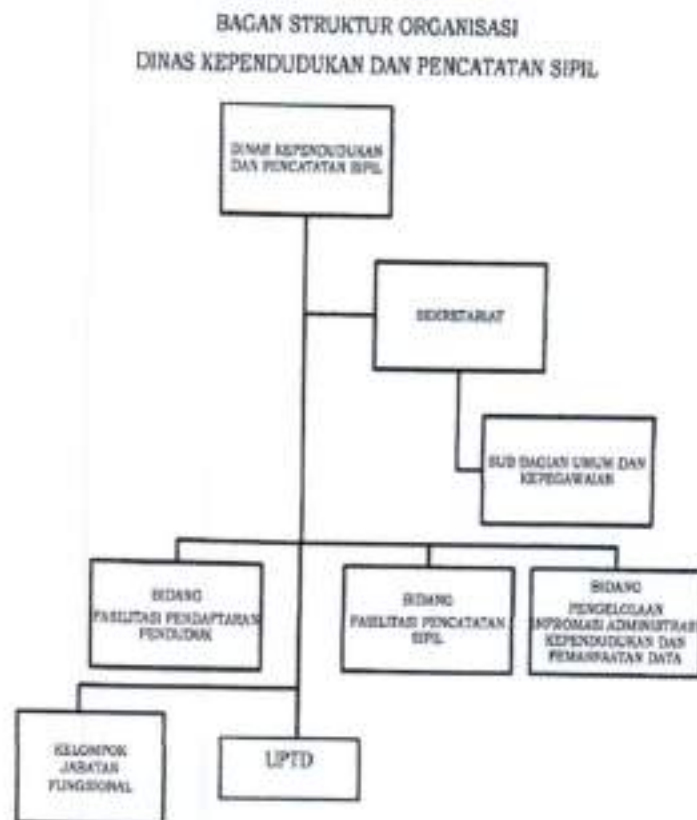 BAGAN STRUKTUR ORGANISASI
DINAS KEPENDUDUKAN DAN PENCATATAN SIPIL
DINAS KEPENDUDUKAN
DAN PENCATATAN SIPIL
SEKRETARIAT
SUB BAGIAN UMUM DAN
KEPEGAWAIAN
BIDANG
FASILITASI PENDAFTARAN
PENDUDUK
BIDANG
FASILITASI PENCATATAN
SIPIL
BIDANG
PENGELOLAAN
INFROMASI ADMINISTRASI
KEPENDUDUKAN DAN
PEMANFAATAN DATA
KELOMPOK
JABATAN
FUNGSIONAL
UPTD